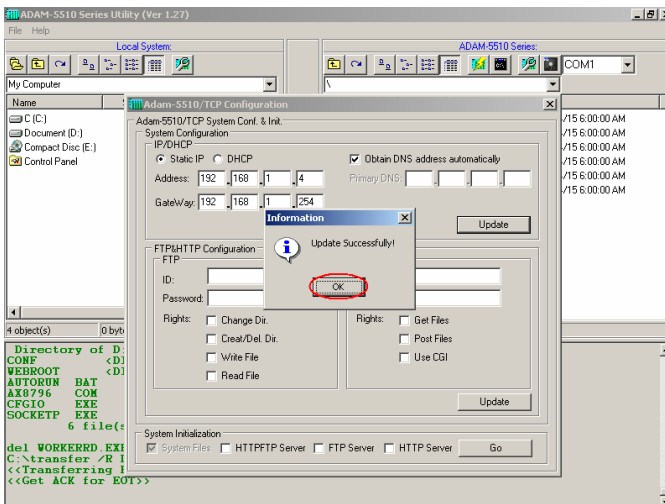 ADAM-5510 Series Utility (Ver 1.27)
File Help
Local System:
ADAM-5510 Series:
COM1
My Computer
\
Name
C (C:)
Document (D:)
Compact Disc (E:)
Control Panel
/15 6:00:00 AM
/15 6:00:00 AM
/15 6:00:00 AM
/15 6:00:00 AM
/15 6:00:00 AM
4 object(s)
0 byt
Adam-5510/TCP Configuration
Adam-5510/TCP System Conf. & Init.
System Configuration
IP/DHCP
Static IP DHCP
Obtain DNS address automatically
Address: 192 .168 .1 .4
Primary DNS: . . .
GateWay: 192 .168 .1 .254
Update
Information
Update Successfully!
OK
FTP&HTTP Configuration
FTP
ID:
Password:
Rights: Change Dir.
Creat/Del. Dir.
Write File
Read File
Rights: Get Files
Post Files
Use CGI
Update
System Initialization
System Files HTTPFTP Server FTP Server HTTP Server Go
Directory of D:
CONF <D
WEBROOT <D
AUTORUN BAT
AX8796 COM
CFGIO EXE
SOCKETP EXE
6 file(s
del WORKERRD.EX
C:\transfer /R
<<Transferring
<<Get ACK for EOT>>